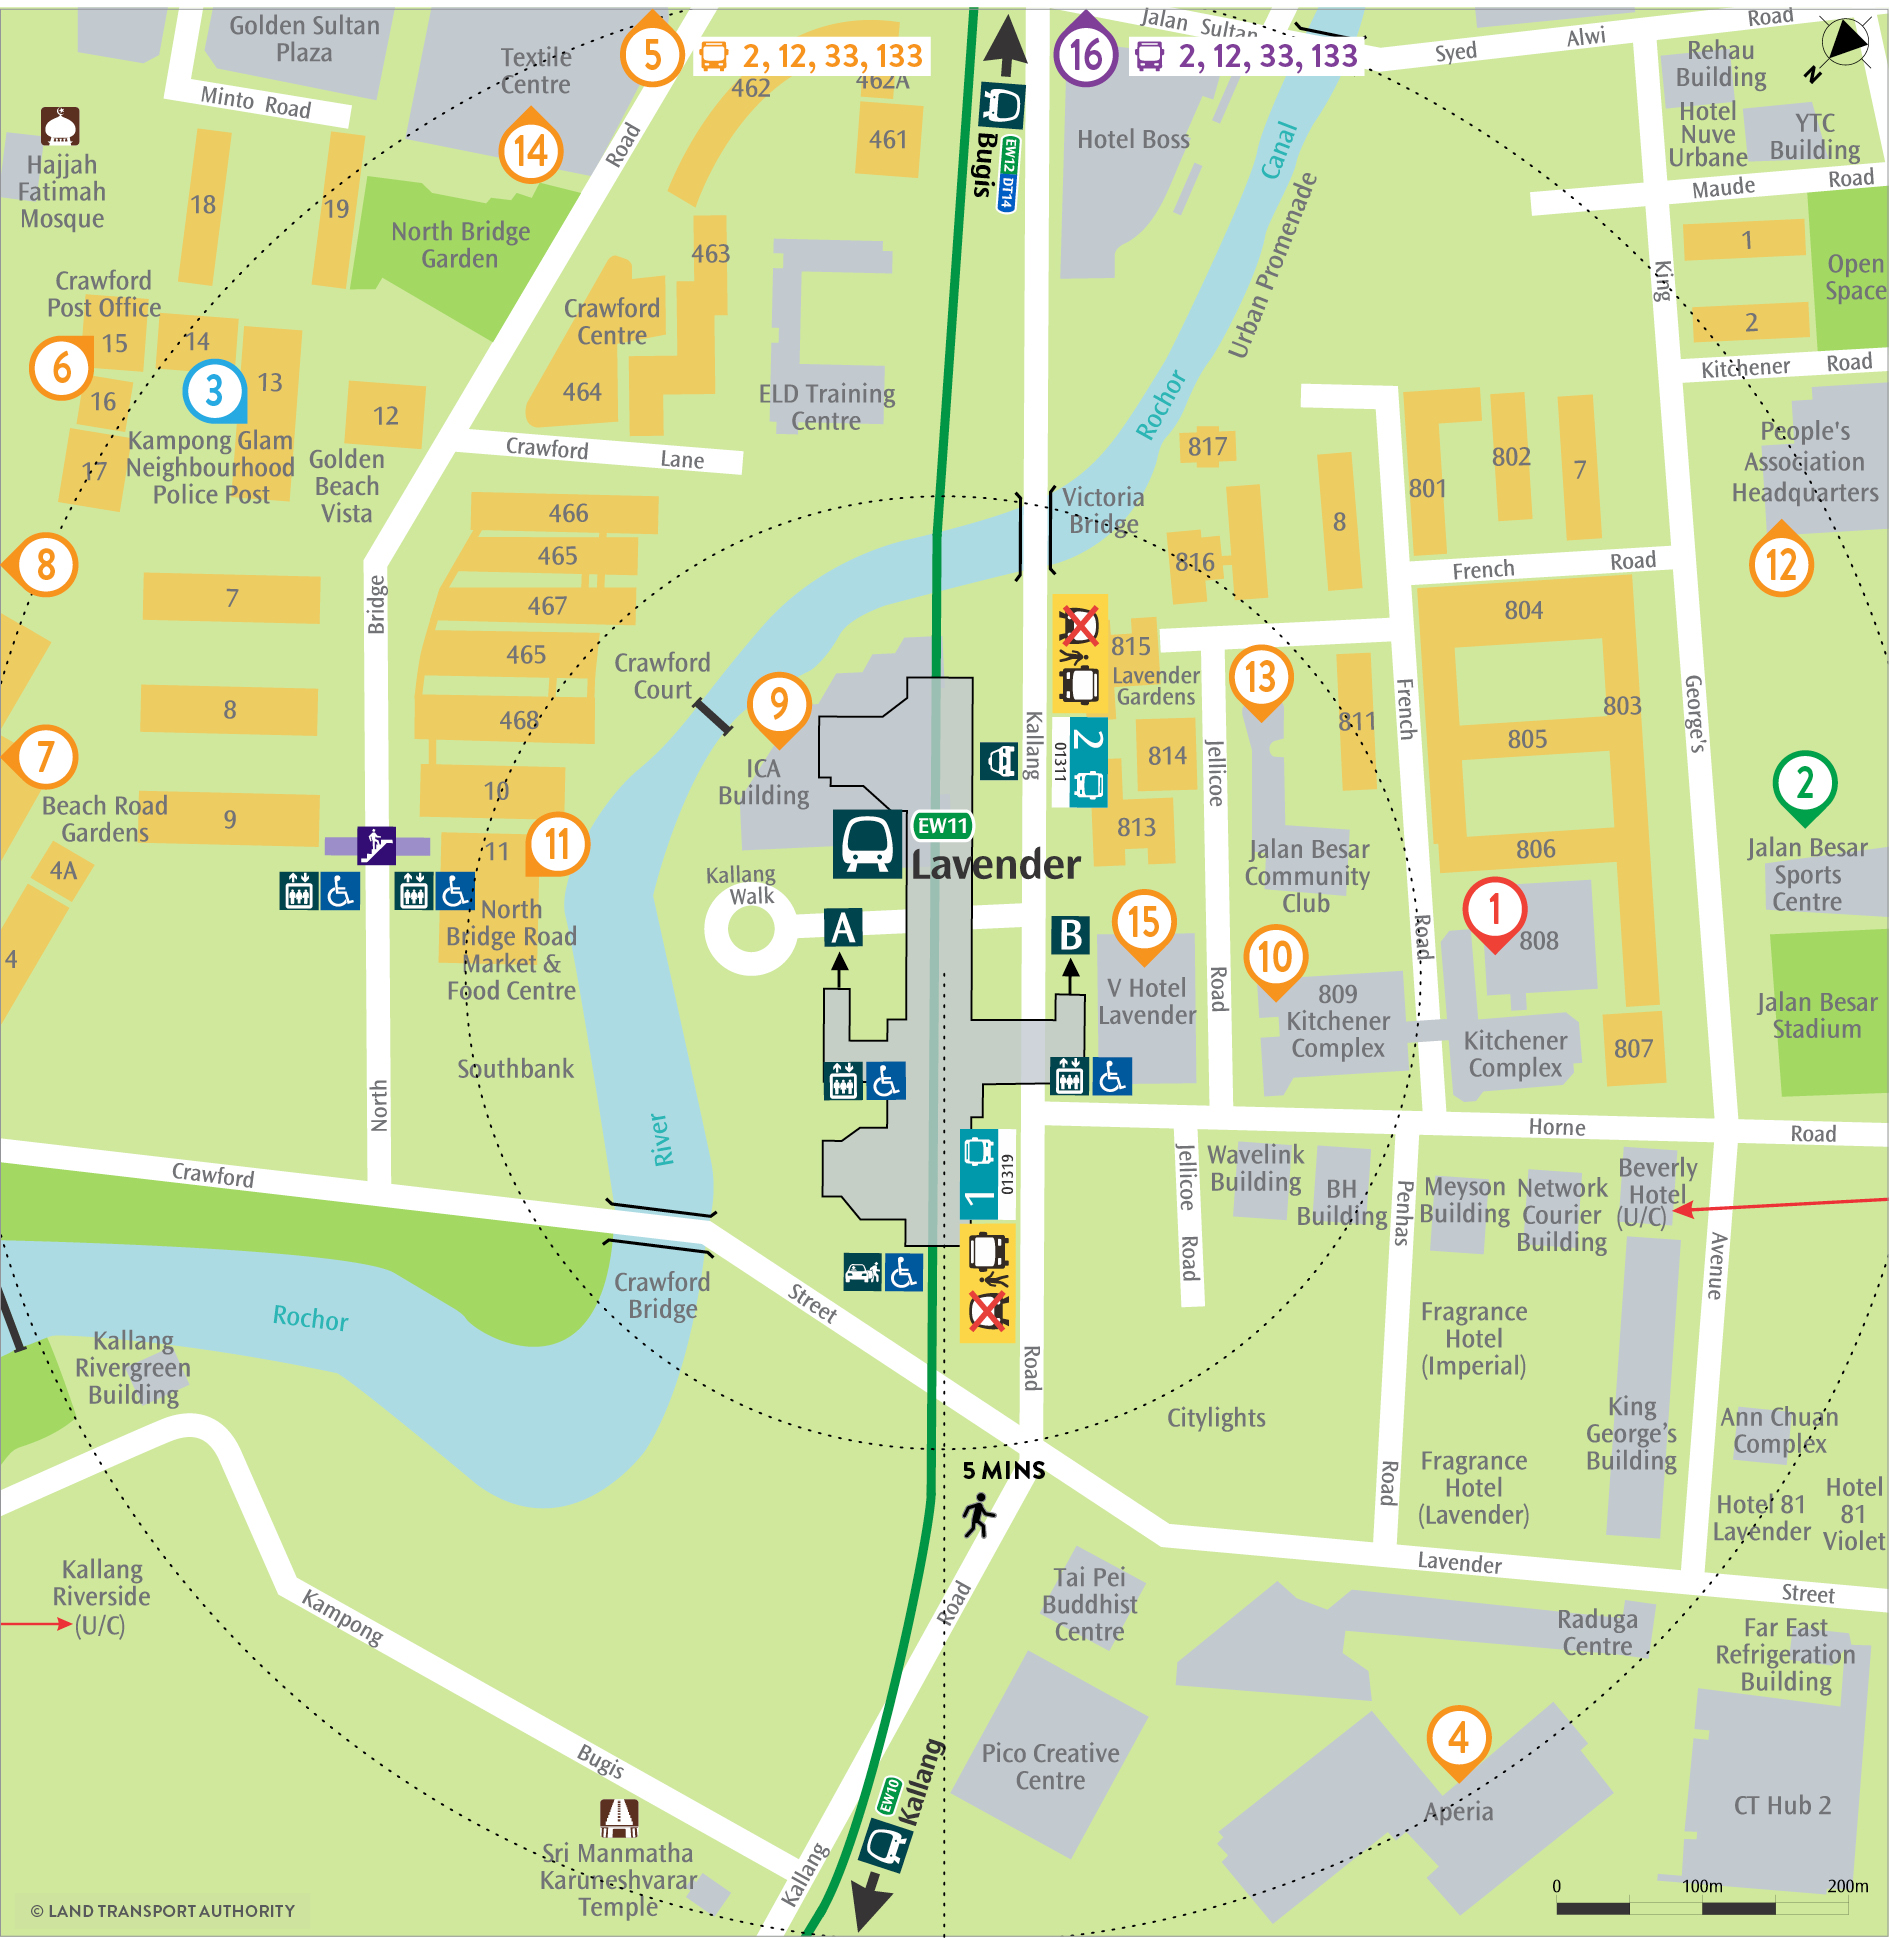 Golden Sultan
Plaza
Textile
Centre
5
2, 12, 33, 133
462
462A
461
16
2, 12, 33, 133
Jalan Sultan
Syed
Alwi
Road
Rehau
Building
N
Hotel
Nuve
Urbane
YTC
Building
Minto Road
14
Road
Bugis
EW12 DT14
Hotel Boss
Canal
Urban Promenade
Maude
Road
Hajjah
Fatimah
Mosque
18
19
North Bridge
Garden
463
1
Open
Space
King
2
Crawford
Post Office
15
14
6
3
13
16
12
17
Kampong Glam
Neighbourhood
Police Post
Golden
Beach
Vista
Crawford
Centre
464
ELD Training
Centre
Crawford
Lane
Rochor
Kitchener
Road
817
801
802
7
People's
Association
Headquarters
12
Victoria
Bridge
8
816
French
Road
466
465
467
465
468
8
7
8
7
9
Bridge
Crawford
Court
9
ICA
Building
815
Lavender
Gardens
13
811
804
803
805
806
George's
French
Kallang
01311
2
814
Jellicoe
813
2
Jalan Besar
Sports
Centre
Beach Road
Gardens
4A
4
10
11
11
North
Bridge Road
Market &
Food Centre
Kallang
Walk
EW11
Lavender
A
B
15
V Hotel
Lavender
Jalan Besar
Community
Club
10
809
Kitchener
Complex
Road
Road
1
808
Kitchener
Complex
807
Jalan Besar
Stadium
Southbank
North
River
1
01319
Horne
Road
Crawford
Jellicoe
Road
Wavelink
Building
BH
Building
Penhas
Meyson
Building
Network
Courier
Building
Beverly
Hotel
(U/C)
Avenue
Rochor
Crawford
Bridge
Street
Road
Kallang
Rivergreen
Building
Fragrance
Hotel
(Imperial)
Citylights
King
George's
Building
Ann Chuan
Complex
Fragrance
Hotel
(Lavender)
Road
Hotel 81
Lavender
Hotel
81
Violet
5 MINS
Kallang
Riverside
(U/C)
Kampong
Bugis
Road
Tai Pei
Buddhist
Centre
Lavender
Street
Raduga
Centre
Far East
Refrigeration
Building
Pico Creative
Centre
4
Aperia
CT Hub 2
EW10
Kallang
Kallang
Sri Manmatha
Karuneshvarar
Temple
0
100m
200m
© LAND TRANSPORT AUTHORITY